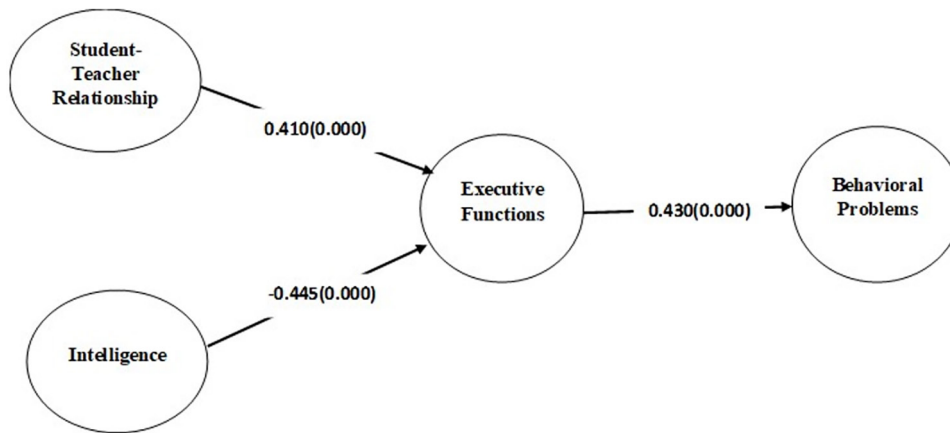 Student-
Teacher
Relationship
0.410(0.000)
Executive
Functions
0.430(0.000)
Behavioral
Problems
-0.445(0.000)
Intelligence